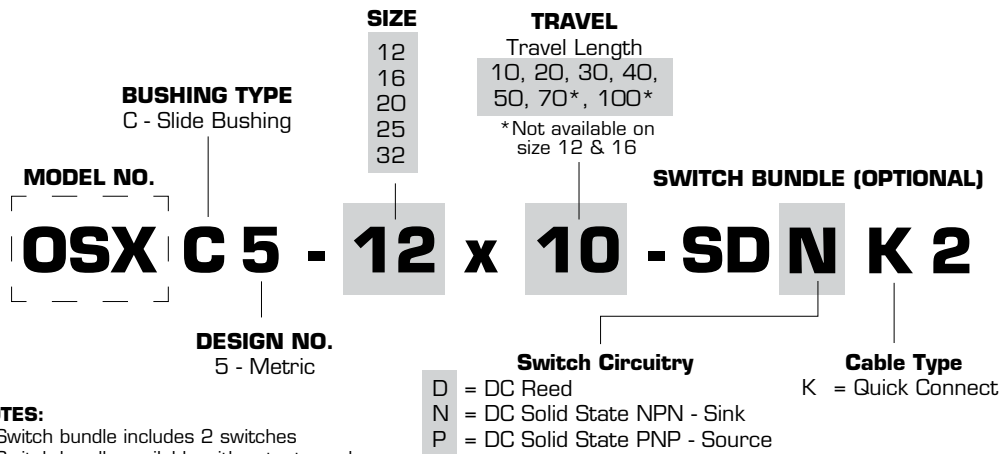 SIZE
12
16
20
25
32
TRAVEL
Travel Length
10, 20, 30, 40,
50, 70*, 100*
*Not available on
size 12 & 16
BUSHING TYPE
C - Slide Bushing
MODEL NO.
SWITCH BUNDLE (OPTIONAL)
OSX C 5 - 12 x 10 - SD N K 2
DESIGN NO.
5 - Metric
Switch Circuitry
D = DC Reed
N = DC Solid State NPN - Sink
P = DC Solid State PNP - Source
Cable Type
K = Quick Connect
TES:
Switch bundle includes 2 switches